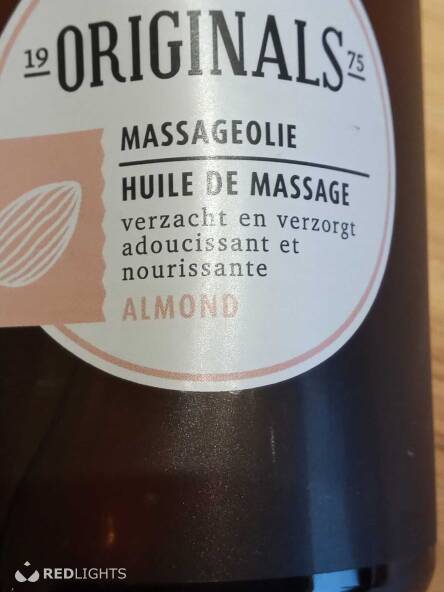 19 ORIGINALS 75
MASSAGEOLIE
HUILE DE MASSAGE
verzacht en verzorgt
adoucissant et
nourissante
ALMOND
REDLIGHTS